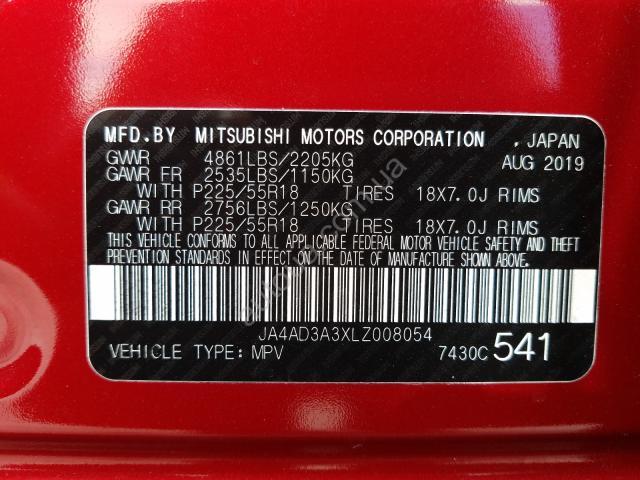 MFD.BY MITSUBISHI MOTORS CORPORATION . JAPAN
GVWR 4861LBS/2205KG AUG 2019
GAWR FR 2535LBS/1150KG
WITH P225/55R18 TIRES 18X7.0J RIMS
GAWR RR 2756LBS/1250KG
WITH P225/55R18 TIRES 18X7.0J RIMS
THIS VEHICLE CONFORMS TO ALL APPLICABLE FEDERAL MOTOR VEHICLE SAFETY AND THEFT
PREVENTION STANDARDS IN EFFECT ON THE DATE OF MANUFACTURE SHOWN ABOVE.
JA4AD3A3XLZ008054
VEHICLE TYPE: MPV 7430C 541